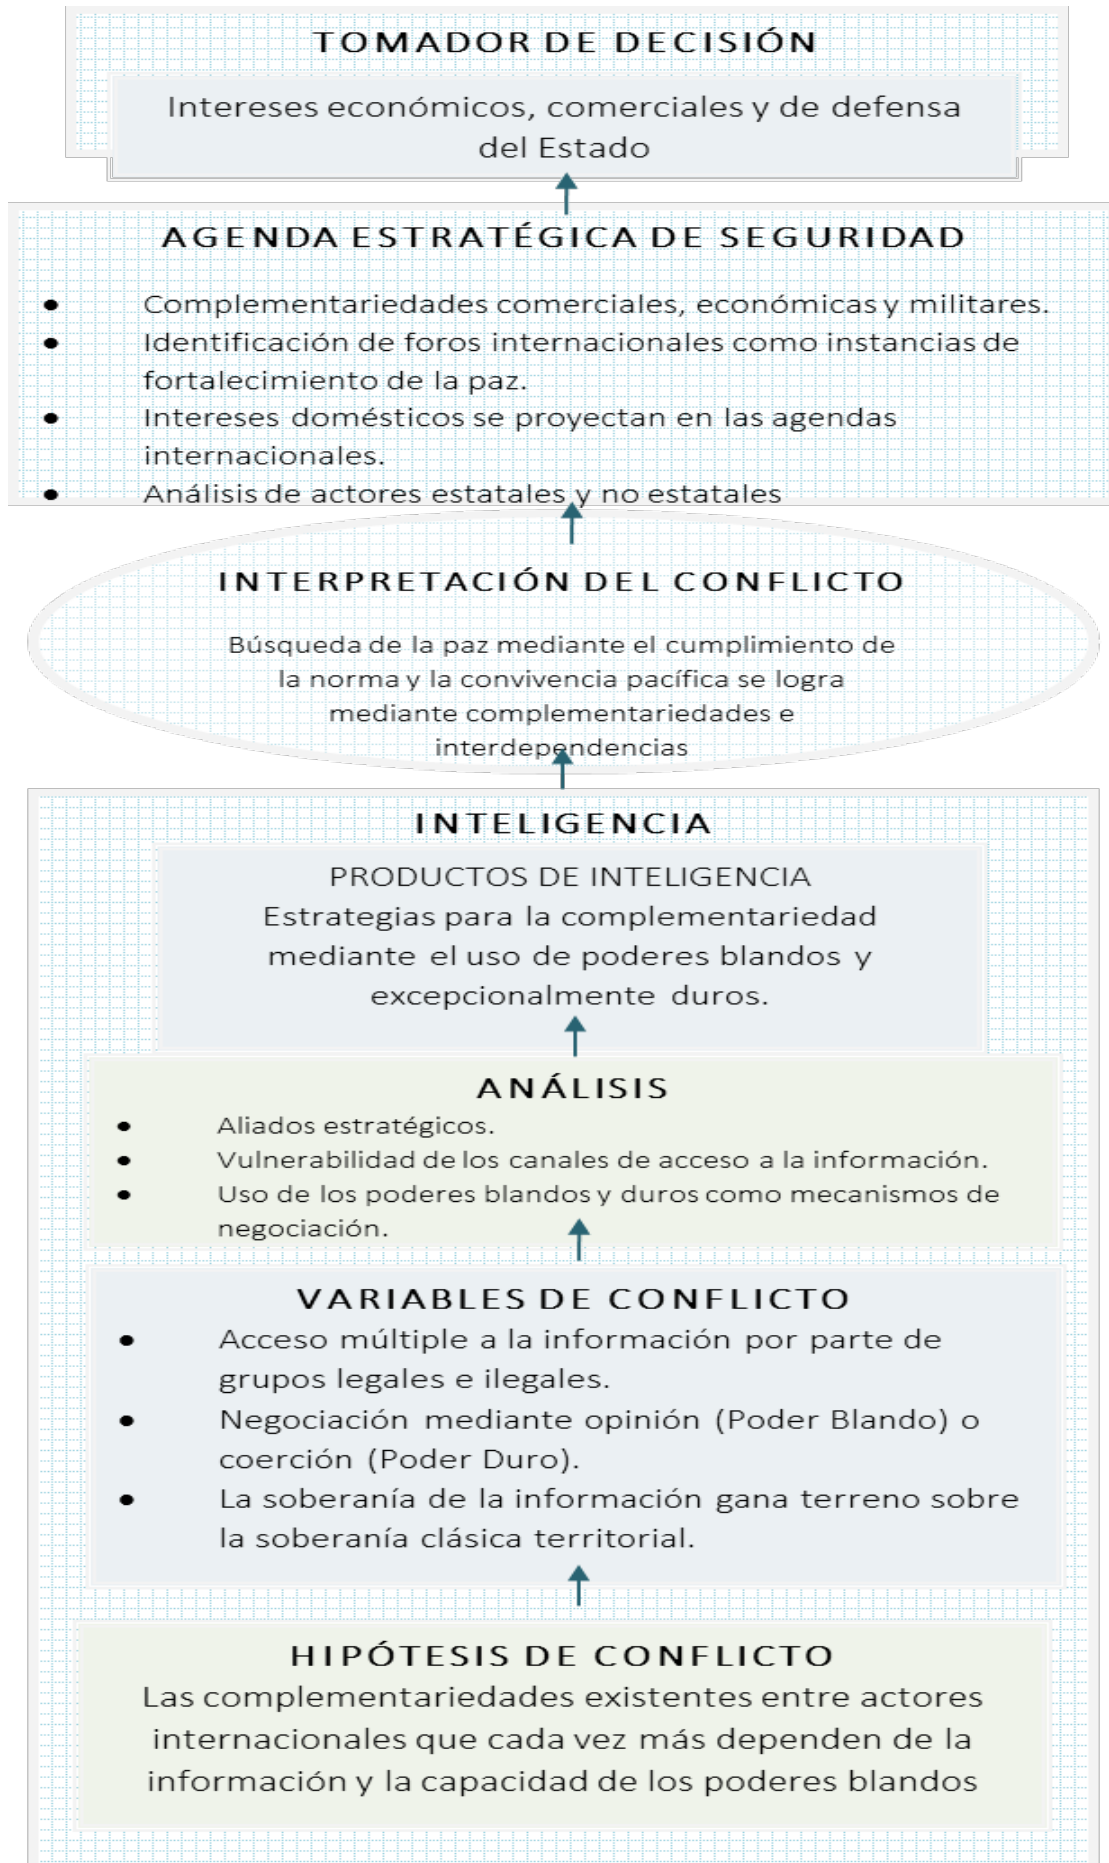 TOMADOR DE DECISIÓN
Intereses económicos, comerciales y de defensa
del Estado
AGENDA ESTRATÉGICA DE SEGURIDAD
• Complementariedades comerciales, económicas y militares.
• Identificación de foros internacionales como instancias de
fortalecimiento de la paz.
• Intereses domésticos se proyectan en las agendas
internacionales.
• Análisis de actores estatales y no estatales
INTERPRETACIÓN DEL CONFLICTO
Búsqueda de la paz mediante el cumplimiento de
la norma y la convivencia pacífica se logra
mediante complementariedades e
interdependencias
INTELIGENCIA
PRODUCTOS DE INTELIGENCIA
Estrategias para la complementariedad
mediante el uso de poderes blandos y
excepcionalmente duros.
ANÁLISIS
• Aliados estratégicos.
• Vulnerabilidad de los canales de acceso a la información.
• Uso de los poderes blandos y duros como mecanismos de
negociación.
VARIABLES DE CONFLICTO
• Acceso múltiple a la información por parte de
grupos legales e ilegales.
• Negociación mediante opinión (Poder Blando) o
coerción (Poder Duro).
• La soberanía de la información gana terreno sobre
la soberanía clásica territorial.
HIPÓTESIS DE CONFLICTO
Las complementariedades existentes entre actores
internacionales que cada vez más dependen de la
información y la capacidad de los poderes blandos